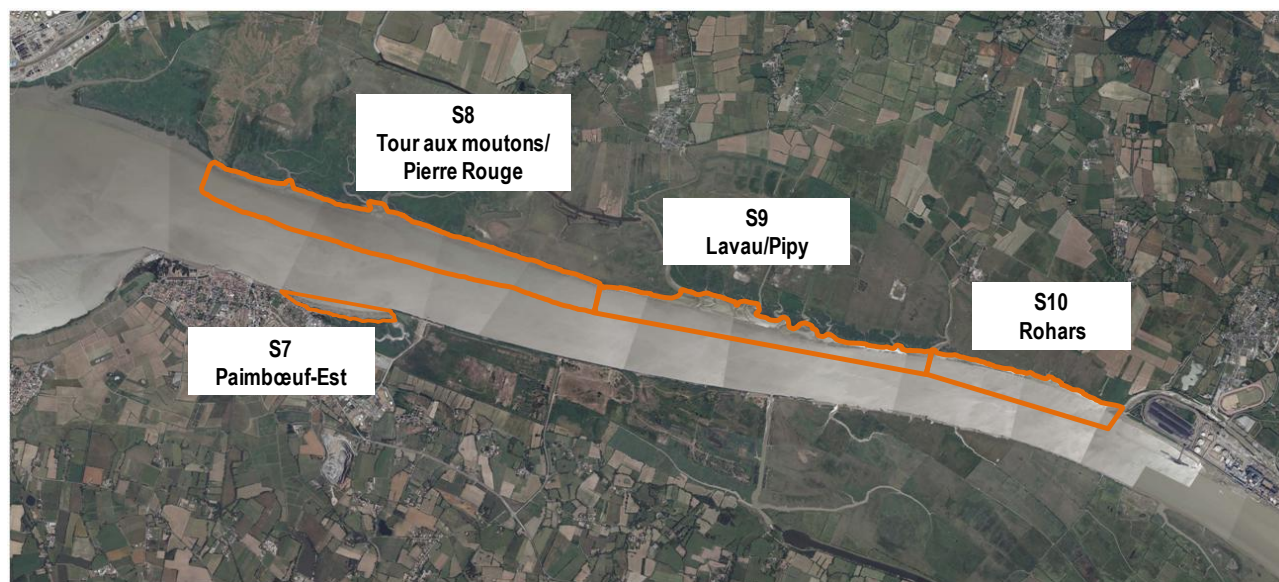 S8
Tour aux moutons/
Pierre Rouge
S9
Lavau/Pipy
S10
Rohars
S7
Paimbœuf-Est